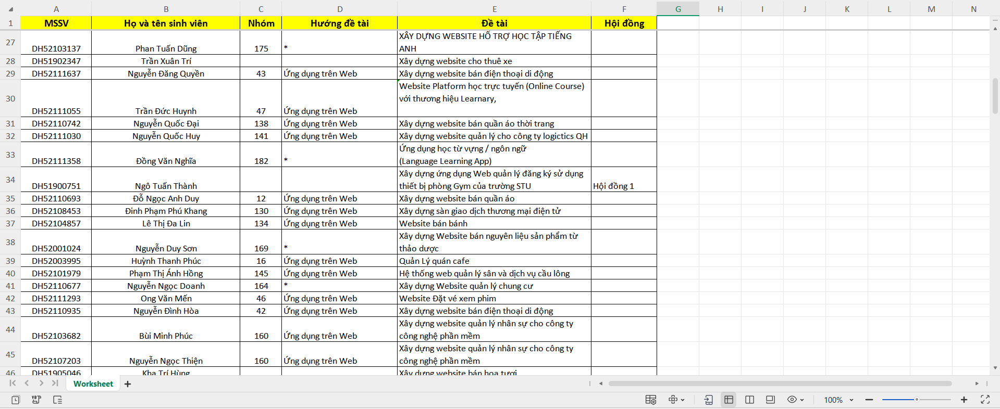 A B C D E F G H I J K L M N
1 MSSV Họ và tên sinh viên Nhóm Hướng đề tài Đề tài Hội đồng
XÂY DỰNG WEBSITE HỖ TRỢ HỌC TẬP TIẾNG
27 DH52103137 Phan Tuấn Dũng 175 * ANH
28 DH51902347 Trần Xuân Trí Xây dựng website cho thuê xe
29 DH52111637 Nguyễn Đăng Quyền 43 Ứng dụng trên Web Xây dựng website bán điện thoại di động
Website Platform học trực tuyến (Online Course)
với thương hiệu Learnary,
30 DH52111055 Trần Đức Huynh 47 Ứng dụng trên Web
31 DH52110742 Nguyễn Quốc Đại 138 Ứng dụng trên Web Xây dựng website bán quần áo thời trang
32 DH52111030 Nguyễn Quốc Huy 141 Ứng dụng trên Web Xây dựng website quản lý cho công ty logictics QH
Ứng dụng học từ vựng / ngôn ngữ
33 DH52111358 Đồng Văn Nghĩa 182 * (Language Learning App)
Xây dựng ứng dụng Web quản lý đăng ký sử dụng
34 DH51900751 Ngô Tuấn Thành thiết bị phòng Gym của trường STU Hội đồng 1
35 DH52110693 Đỗ Ngọc Anh Duy 12 Ứng dụng trên Web Xây dựng website bán quần áo
36 DH52108453 Đinh Phạm Phú Khang 130 Ứng dụng trên Web Xây dựng sàn giao dịch thương mại điện tử
37 DH52104857 Lê Thị Đa Lin 134 Ứng dụng trên Web Website bán bánh
Xây dựng Website bán nguyên liệu sản phẩm từ
38 DH52001024 Nguyễn Duy Sơn 169 * thảo dược
39 DH52003995 Huỳnh Thanh Phúc 16 Ứng dụng trên Web Quản Lý quán cafe
40 DH52101979 Phạm Thị Ánh Hồng 145 Ứng dụng trên Web Hệ thống web quản lý sân và dịch vụ cầu lông
41 DH52110677 Nguyễn Ngọc Doanh 164 * Xây dựng Website quản lý chung cư
42 DH52111293 Ong Văn Mến 46 Ứng dụng trên Web Website Đặt vé xem phim
43 DH52110935 Nguyễn Đình Hòa 42 Ứng dụng trên Web Xây dựng website bán điện thoại di động
Xây dựng website quản lý nhân sự cho công ty
44 DH52103682 Bùi Minh Phúc 160 Ứng dụng trên Web công nghệ phần mềm
Xây dựng website quản lý nhân sự cho công ty
45 DH52107203 Nguyễn Ngọc Thiện 160 Ứng dụng trên Web công nghệ phần mềm
46 DH51905046 Kha Trí Hùng Xây dựng website bán hoa tươi
Worksheet
100%